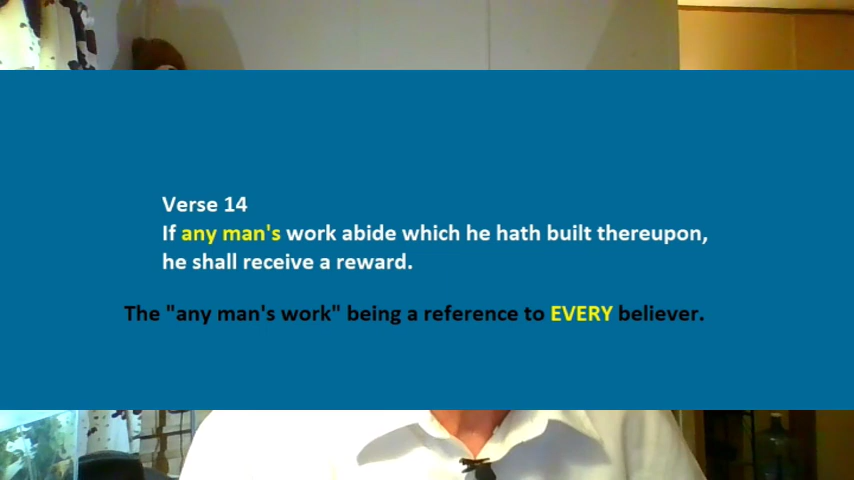 Verse 14
If any man's work abide which he hath built thereupon,
he shall receive a reward.
The "any man's work" being a reference to EVERY believer.